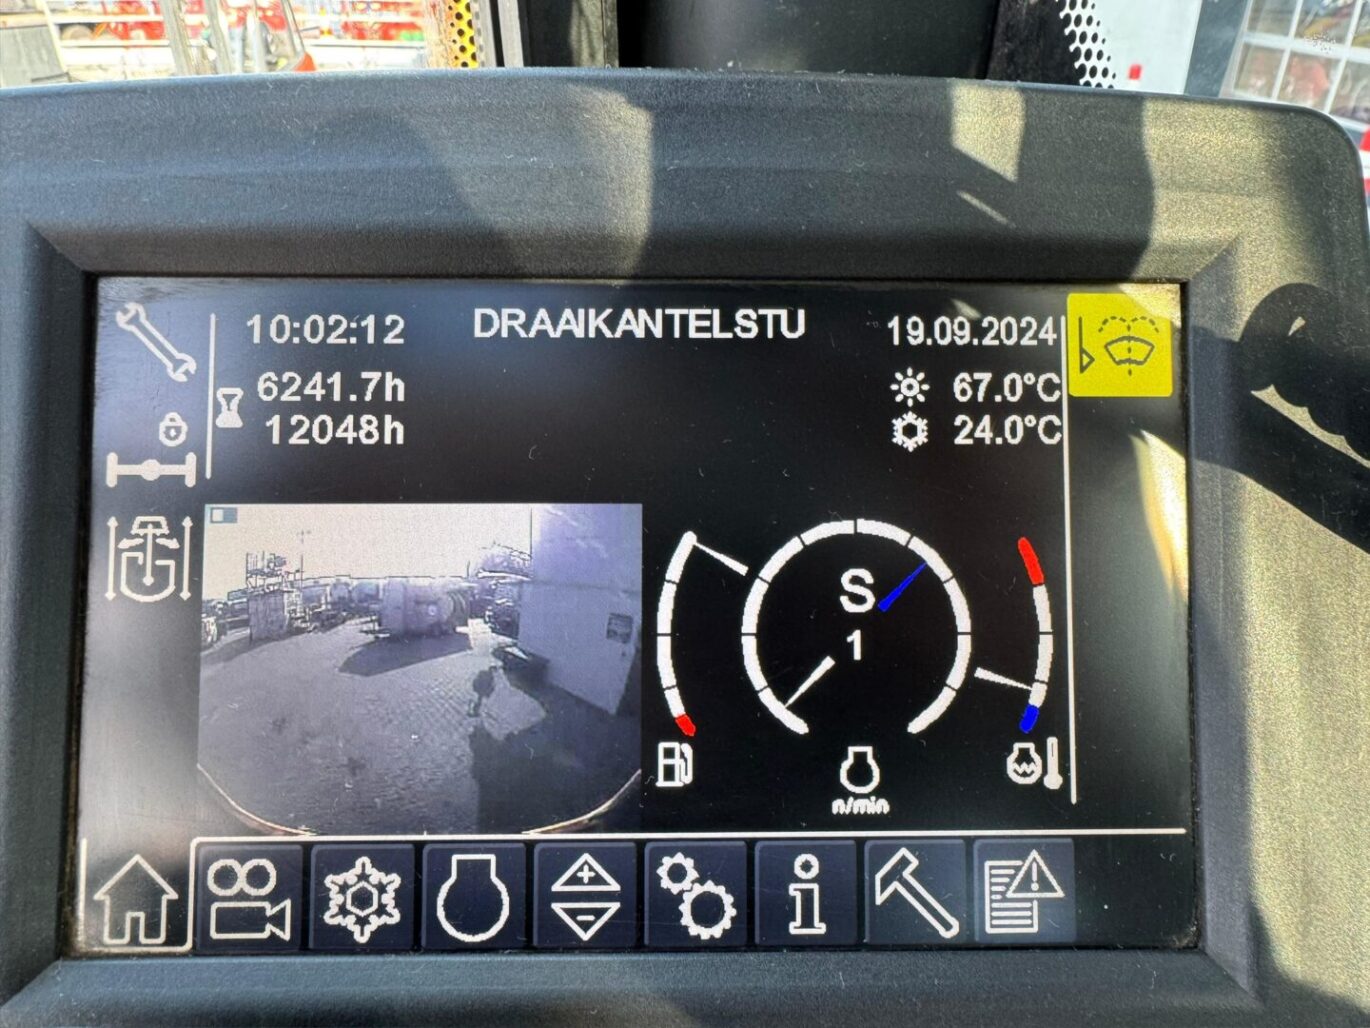 10:02:12
DRAAIKANTELSTU
19.09.2024
6241.7h
67.0°C
12048h
24.0°C
S
1
n/min